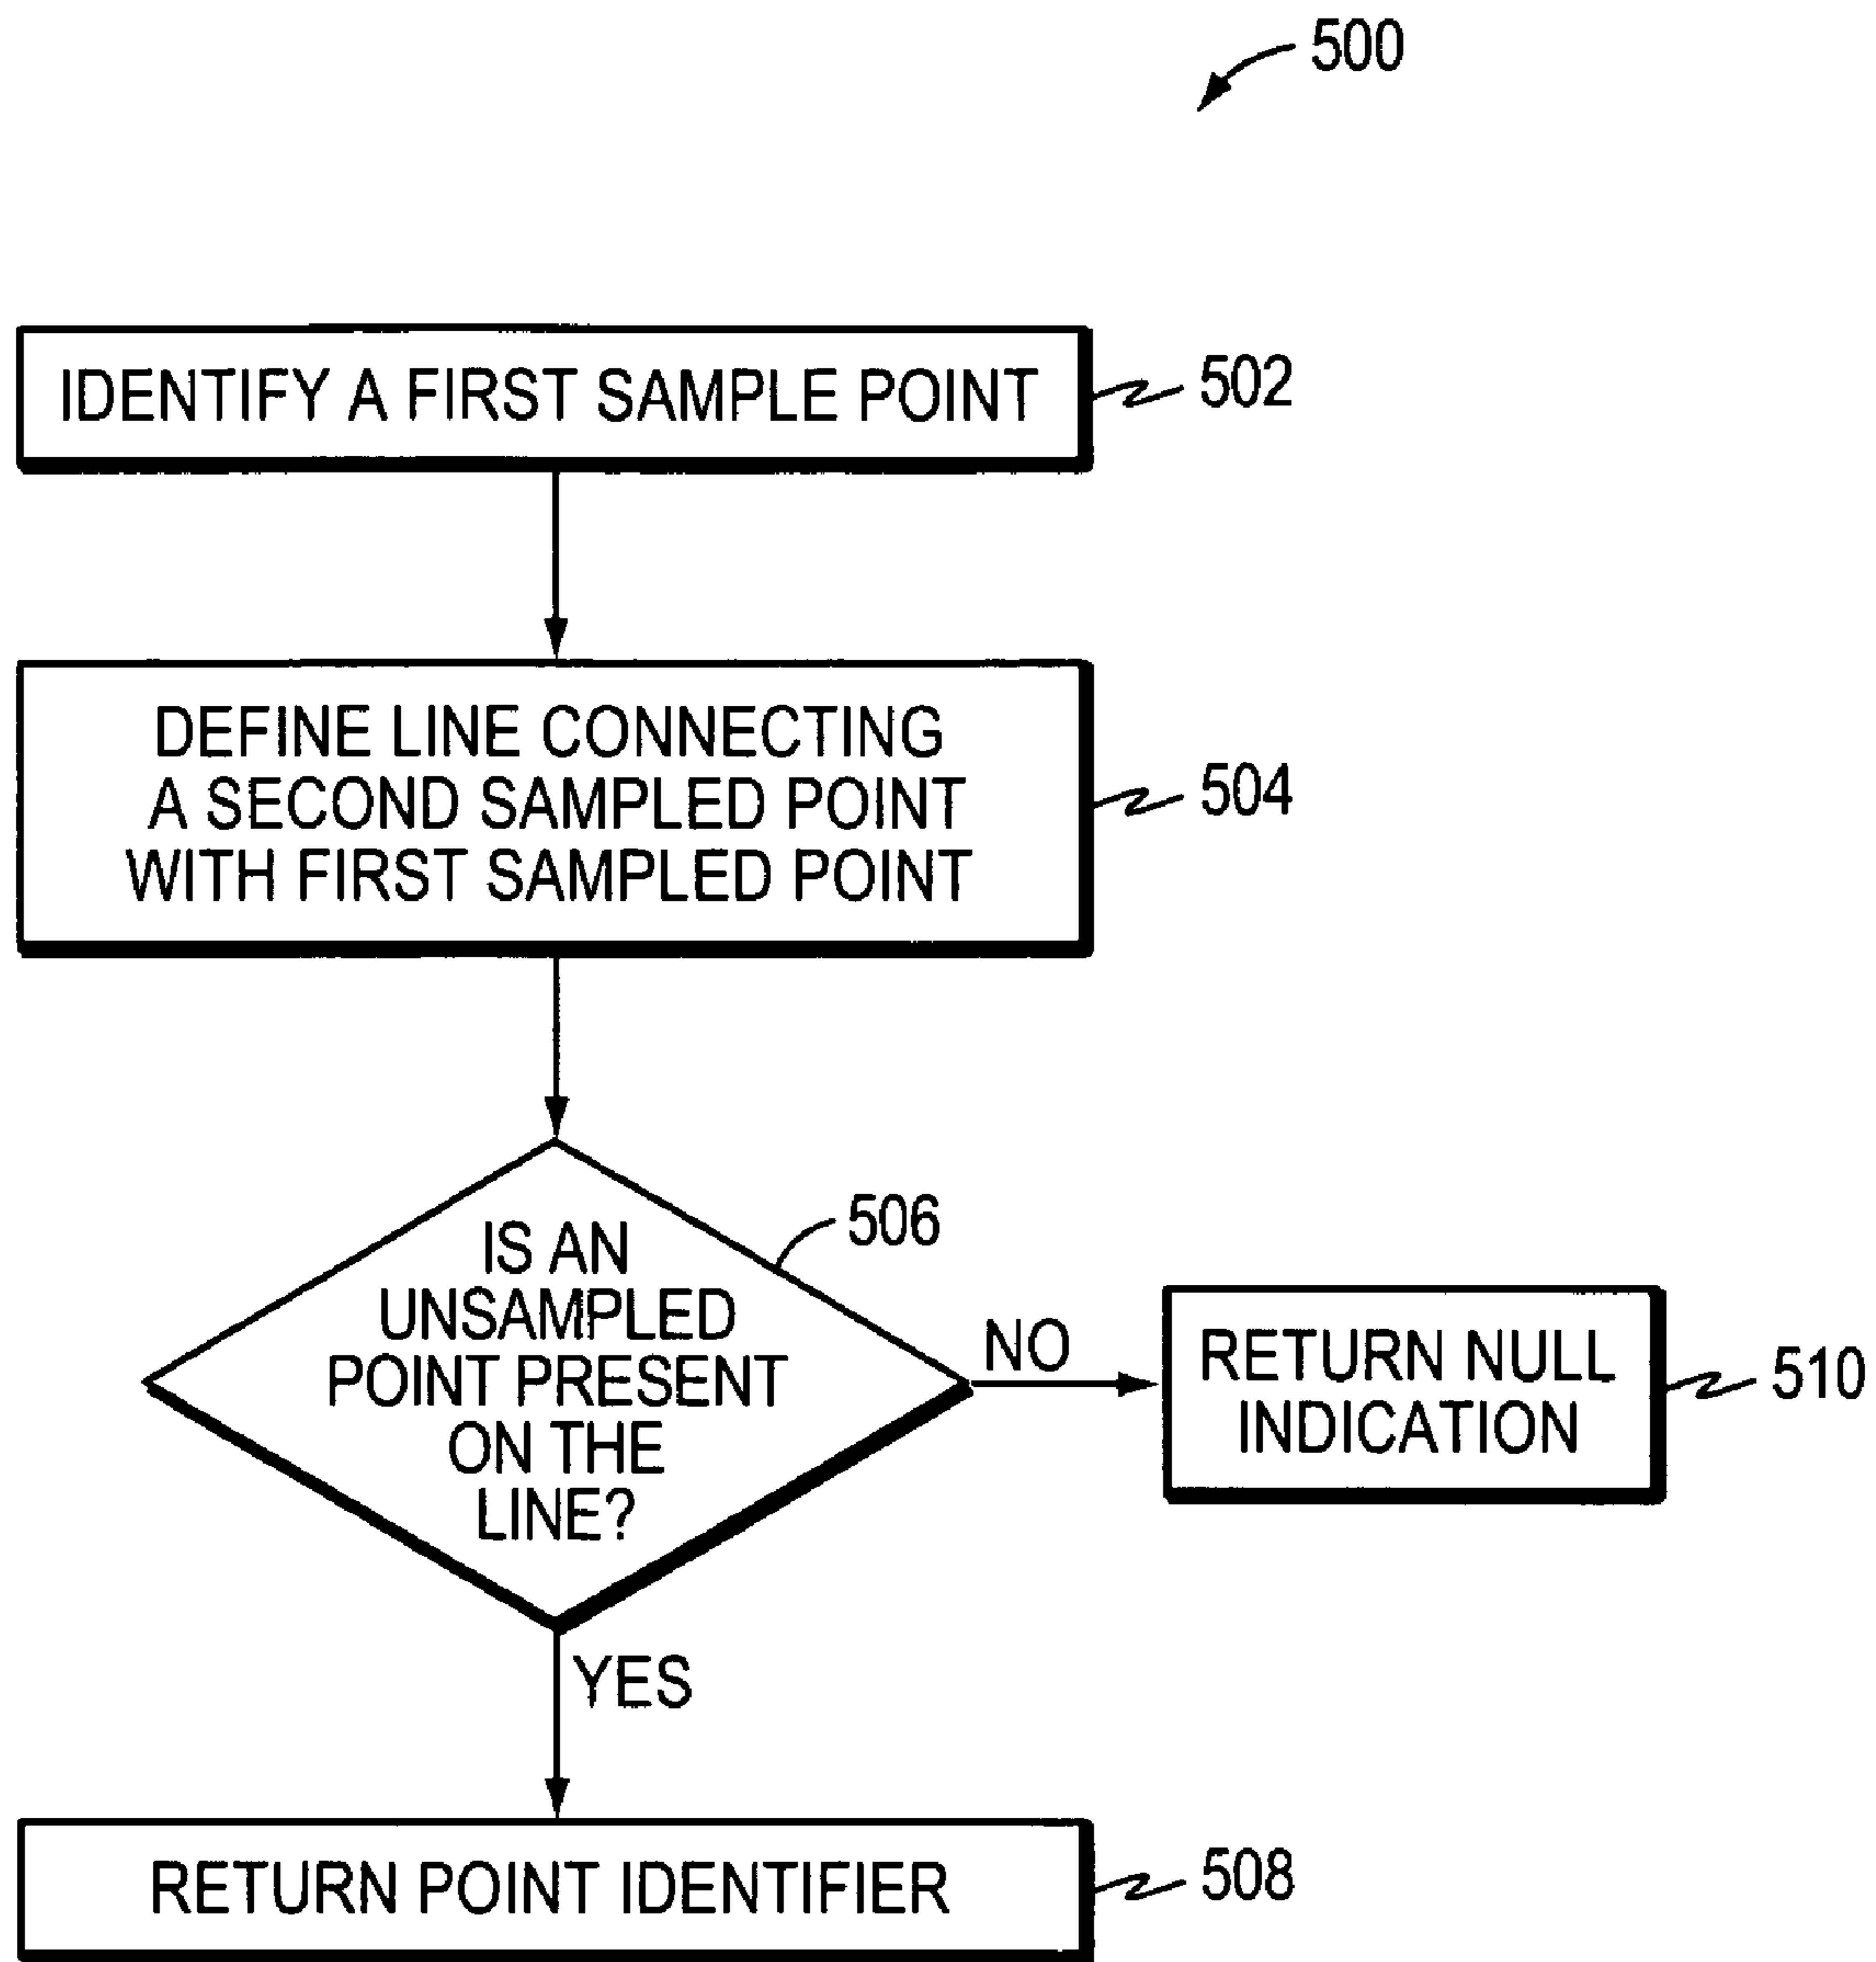 500
IDENTIFY A FIRST SAMPLE POINT
502
DEFINE LINE CONNECTING
A SECOND SAMPLED POINT
WITH FIRST SAMPLED POINT
504
IS AN
UNSAMPLED
POINT PRESENT
ON THE
LINE?
506
NO
RETURN NULL
INDICATION
510
YES
RETURN POINT IDENTIFIER
508